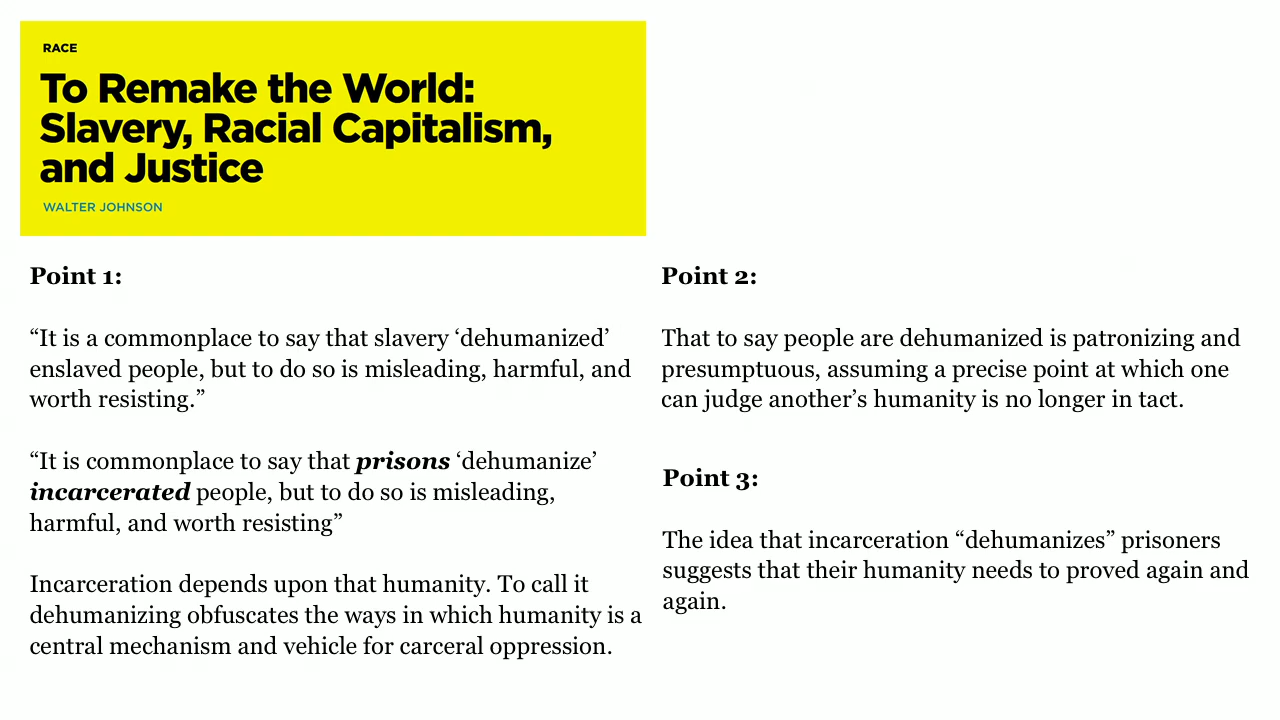 RACE
To Remake the World:
Slavery, Racial Capitalism,
and Justice
WALTER JOHNSON
Point 1:
“It is a commonplace to say that slavery ‘dehumanized’
enslaved people, but to do so is misleading, harmful, and
worth resisting.”
“It is commonplace to say that prisons ‘dehumanize’
incarcerated people, but to do so is misleading,
harmful, and worth resisting”
Incarceration depends upon that humanity. To call it
dehumanizing obfuscates the ways in which humanity is a
central mechanism and vehicle for carceral oppression.
Point 2:
That to say people are dehumanized is patronizing and
presumptuous, assuming a precise point at which one
can judge another’s humanity is no longer in tact.
Point 3:
The idea that incarceration “dehumanizes” prisoners
suggests that their humanity needs to proved again and
again.